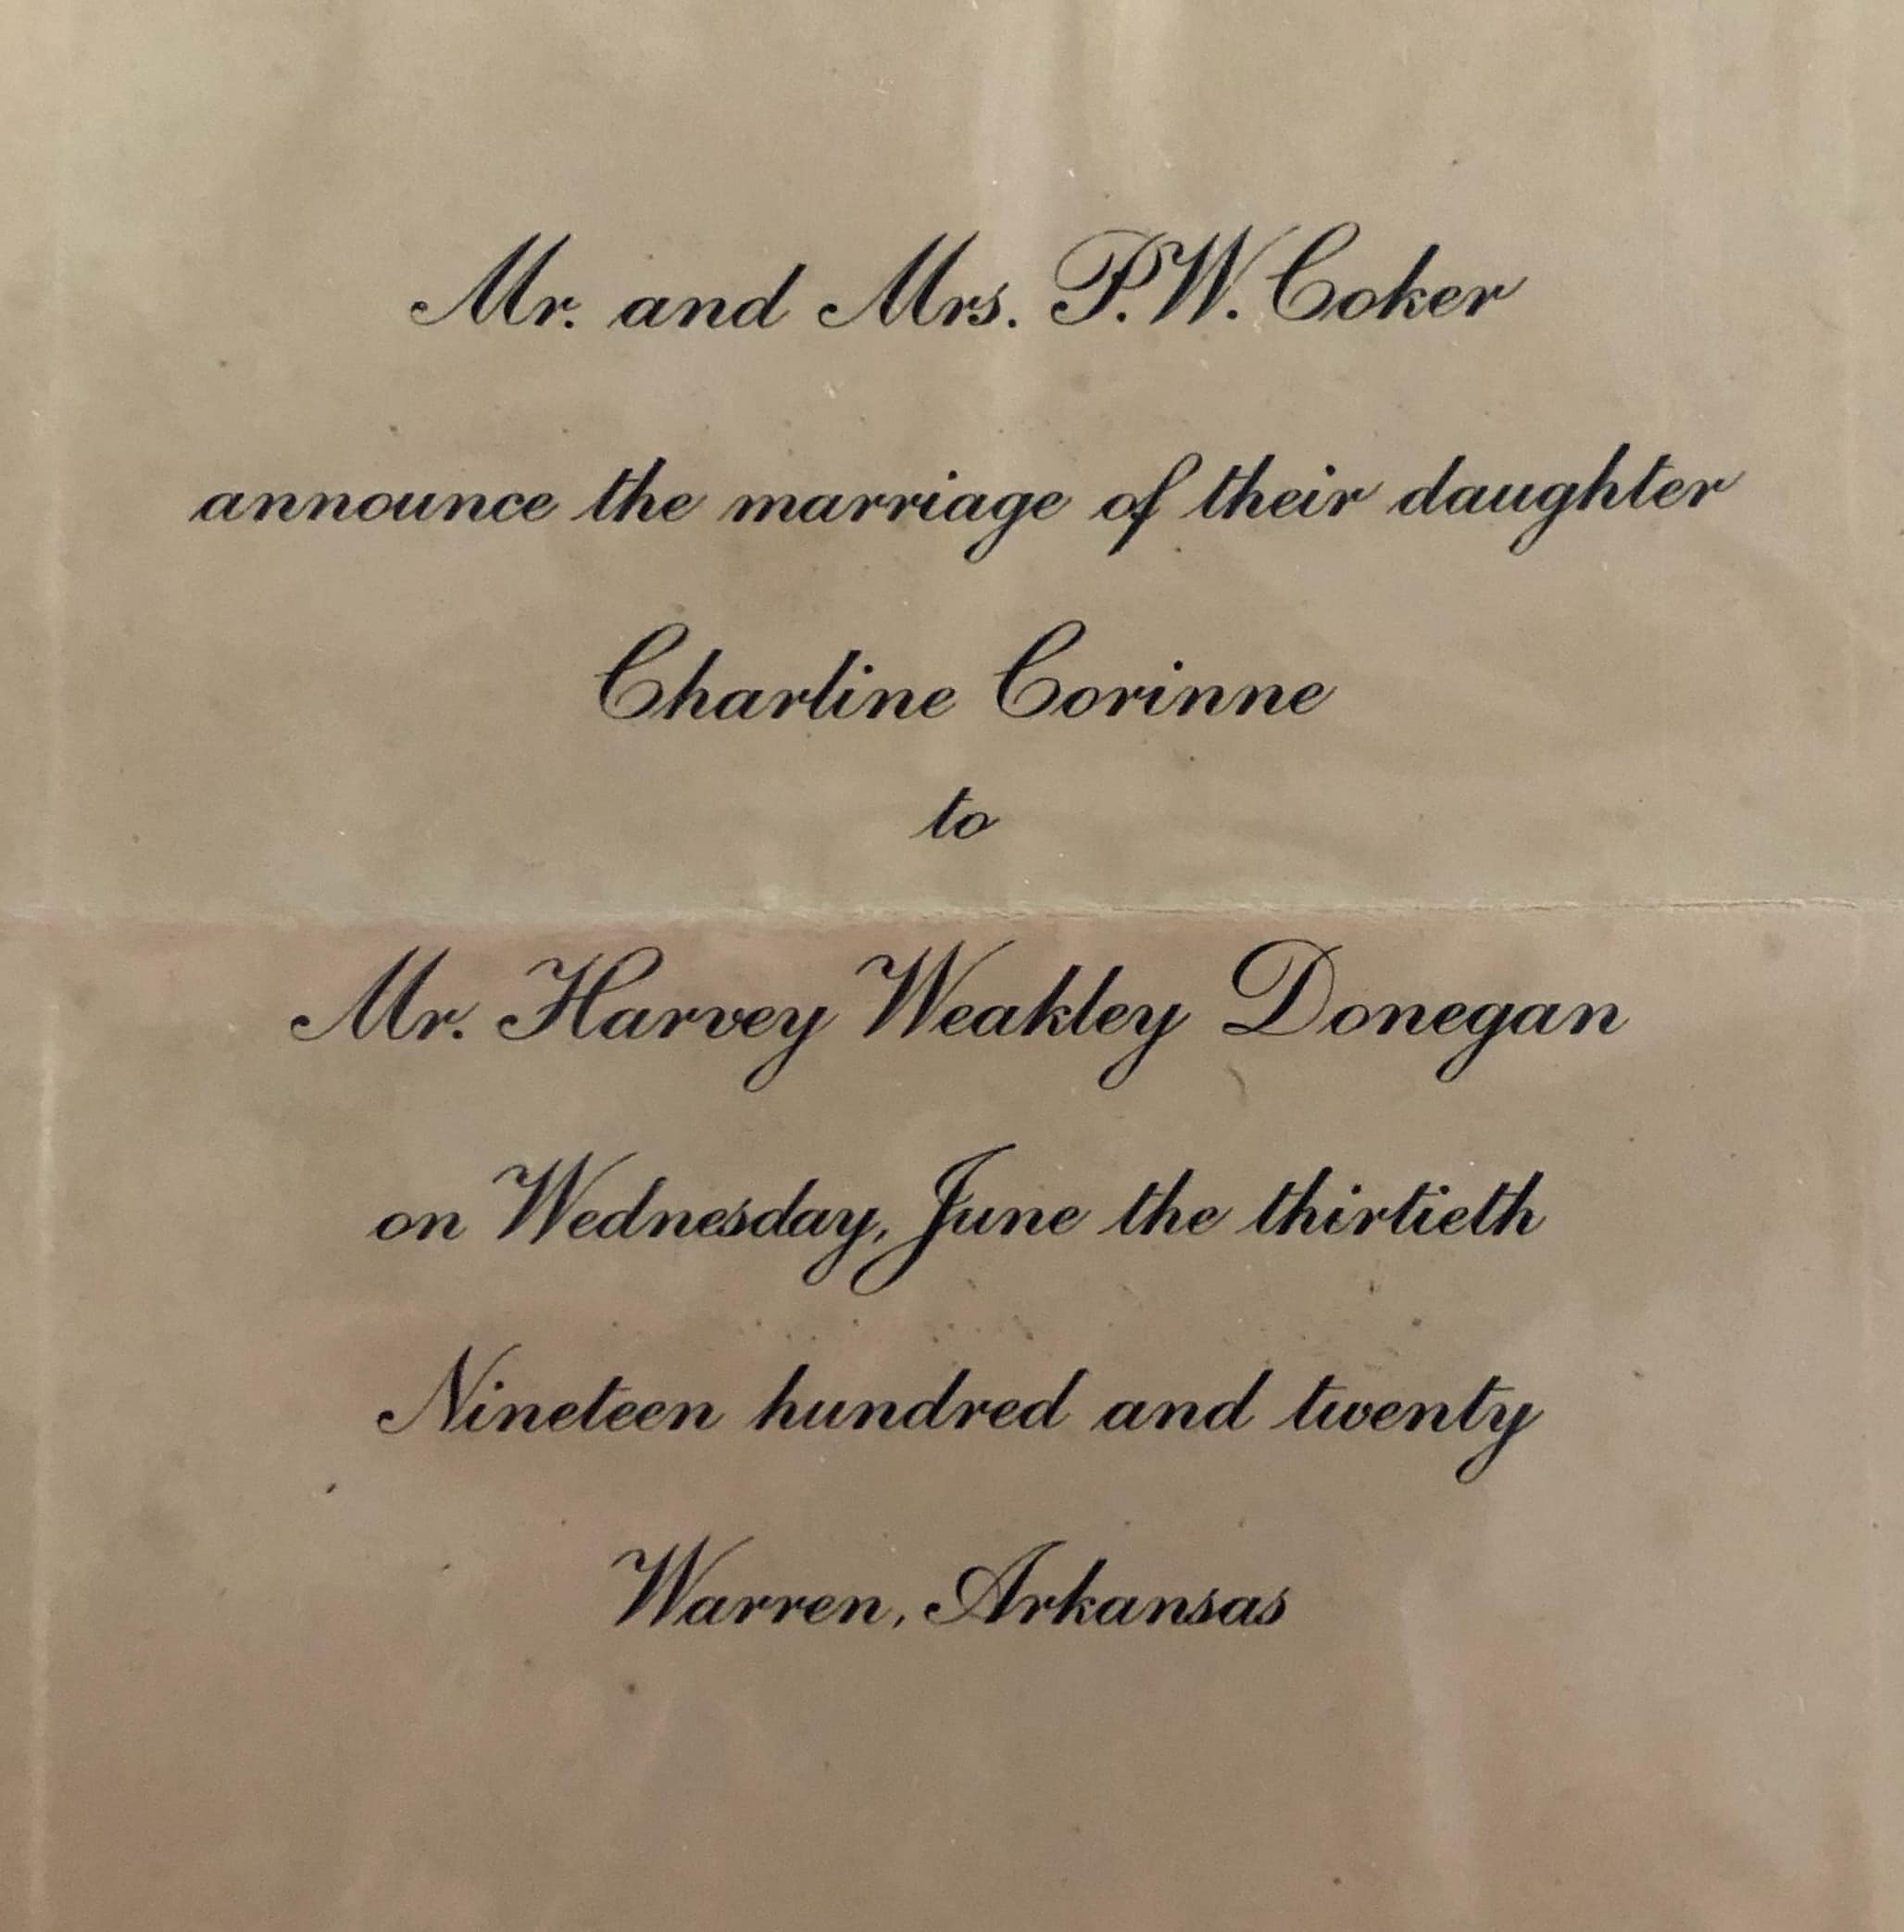 Mr. and Mrs. P. W. Coker
announce the marriage of their daughter
Charline Corinne
to
Mr. Harvey Weakley Donegan
on Wednesday, June the thirtieth
Nineteen hundred and twenty
Warren, Arkansas